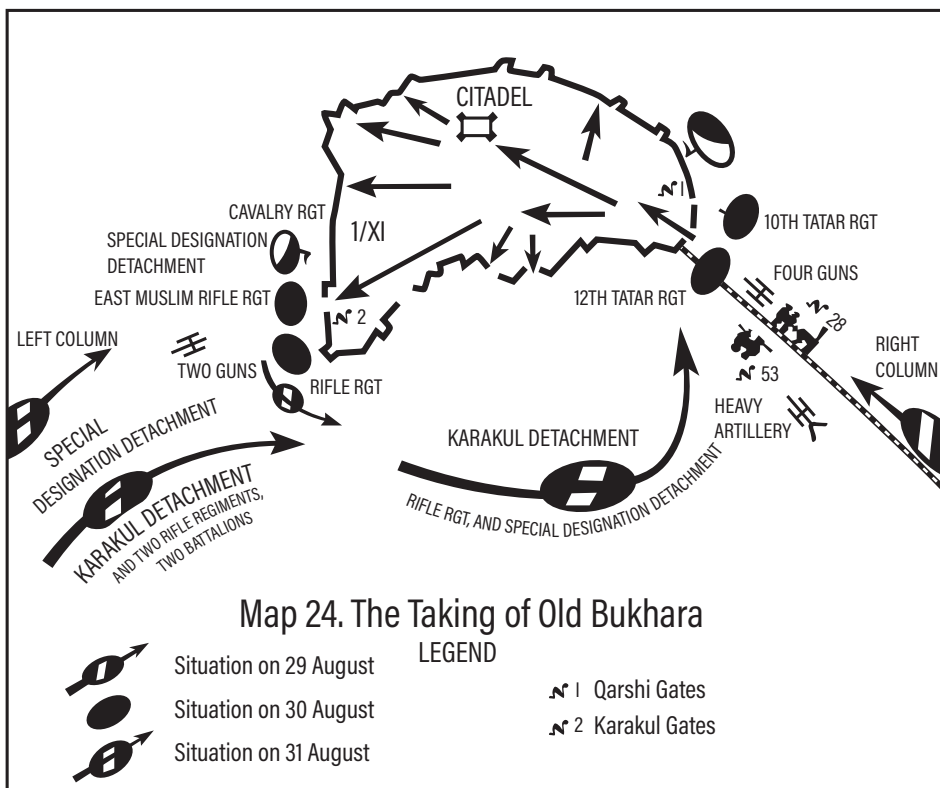 CITADEL
1
CAVALRY RGT
1/XI
10TH TATAR RGT
SPECIAL DESIGNATION
DETACHMENT
EAST MUSLIM RIFLE RGT
12TH TATAR RGT
FOUR GUNS
2
28
LEFT COLUMN
TWO GUNS
RIFLE RGT
53
RIGHT
COLUMN
HEAVY
ARTILLERY
SPECIAL
DESIGNATION DETACHMENT
KARAKUL DETACHMENT
AND TWO RIFLE REGIMENTS,
TWO BATTALIONS
KARAKUL DETACHMENT
RIFLE RGT, AND SPECIAL DESIGNATION DETACHMENT
Map 24. The Taking of Old Bukhara
LEGEND
Situation on 29 August
Situation on 30 August
Situation on 31 August
1 Qarshi Gates
2 Karakul Gates